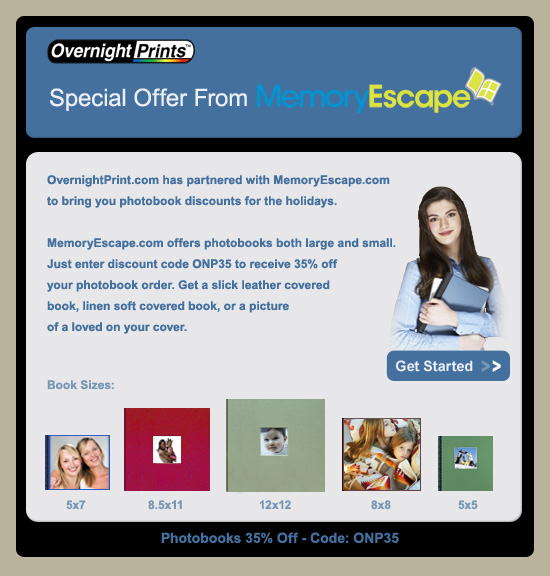 OvernightPrints™
Special Offer From MemoryEscape
OvernightPrint.com has partnered with MemoryEscape.com
to bring you photobook discounts for the holidays.
MemoryEscape.com offers photobooks both large and small.
Just enter discount code ONP35 to receive 35% off
your photobook order. Get a slick leather covered
book, linen soft covered book, or a picture
of a loved on your cover.
Get Started >>
Book Sizes:
5x7
8.5x11
12x12
8x8
5x5
Photobooks 35% Off - Code: ONP35